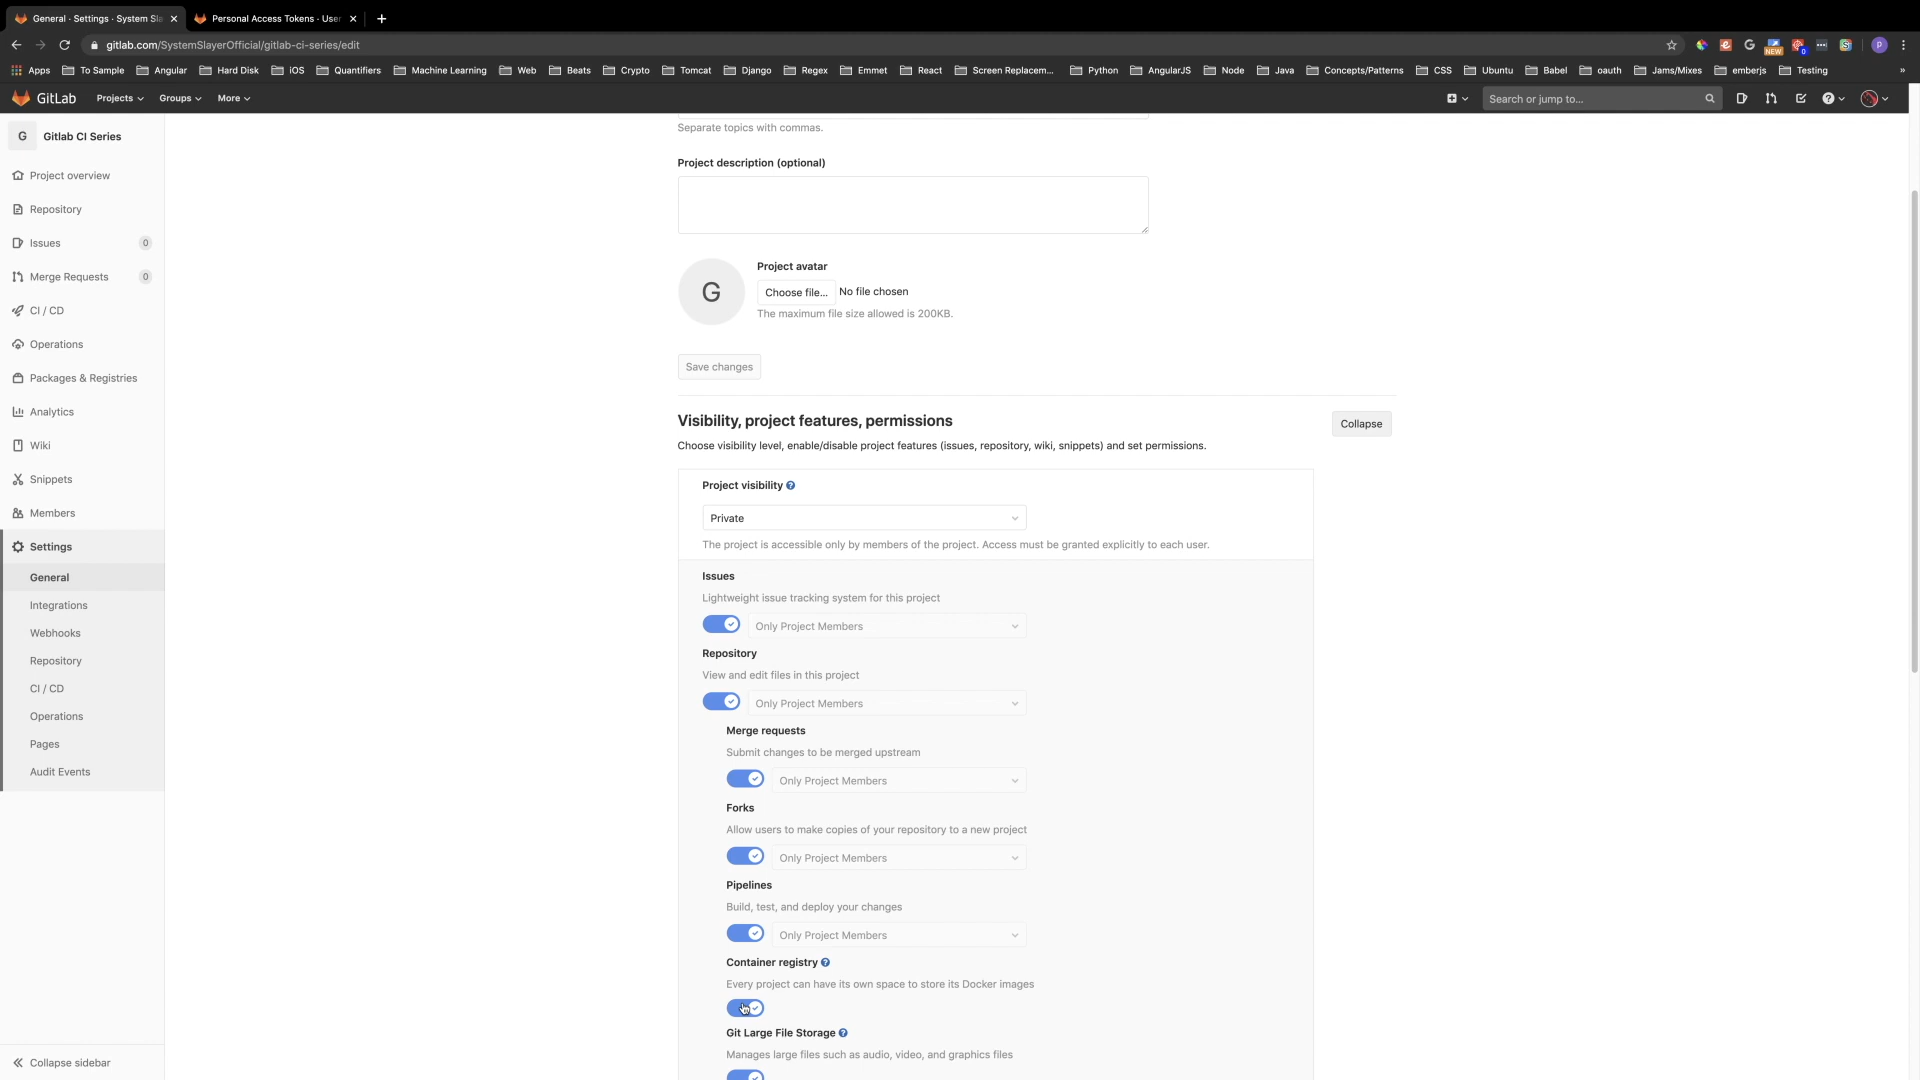 General · Settings · System Sla
Personal Access Tokens · User
gitlab.com/SystemSlayerOfficial/gitlab-ci-series/edit
NEW
0
P
Apps
To Sample
Angular
Hard Disk
iOS
Quantifiers
Machine Learning
Web
Beats
Crypto
Tomcat
Django
Regex
Emmet
React
Screen Replacem...
Python
AngularJS
Node
Java
Concepts/Patterns
CSS
Ubuntu
Babel
oauth
Jams/Mixes
emberjs
Testing
»
GitLab
Projects
Groups
More
Search or jump to...
G
Gitlab CI Series
Project overview
Repository
Issues
0
Merge Requests
0
CI / CD
Operations
Packages & Registries
Analytics
Wiki
Snippets
Members
Settings
General
Integrations
Webhooks
Repository
CI / CD
Operations
Pages
Audit Events
Collapse sidebar
Separate topics with commas.
Project description (optional)
G
Project avatar
Choose file...
No file chosen
The maximum file size allowed is 200KB.
Save changes
Visibility, project features, permissions
Collapse
Choose visibility level, enable/disable project features (issues, repository, wiki, snippets) and set permissions.
Project visibility
Private
The project is accessible only by members of the project. Access must be granted explicitly to each user.
Issues
Lightweight issue tracking system for this project
Only Project Members
Repository
View and edit files in this project
Only Project Members
Merge requests
Submit changes to be merged upstream
Only Project Members
Forks
Allow users to make copies of your repository to a new project
Only Project Members
Pipelines
Build, test, and deploy your changes
Only Project Members
Container registry
Every project can have its own space to store its Docker images
Git Large File Storage
Manages large files such as audio, video, and graphics files